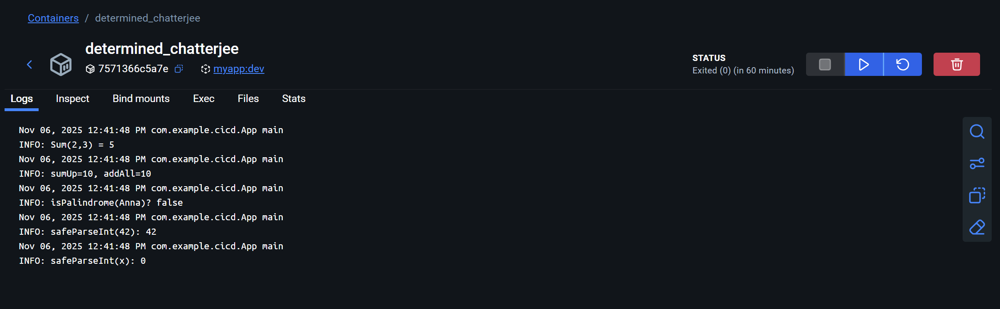 Containers / determined_chatterjee
determined_chatterjee
7571366c5a7e myapp:dev
STATUS
Exited (0) (in 60 minutes)
Logs Inspect Bind mounts Exec Files Stats
Nov 06, 2025 12:41:48 PM com.example.cicd.App main
INFO: Sum(2,3) = 5
Nov 06, 2025 12:41:48 PM com.example.cicd.App main
INFO: sumUp=10, addAll=10
Nov 06, 2025 12:41:48 PM com.example.cicd.App main
INFO: isPalindrome(Anna)? false
Nov 06, 2025 12:41:48 PM com.example.cicd.App main
INFO: safeParseInt(42): 42
Nov 06, 2025 12:41:48 PM com.example.cicd.App main
INFO: safeParseInt(x): 0